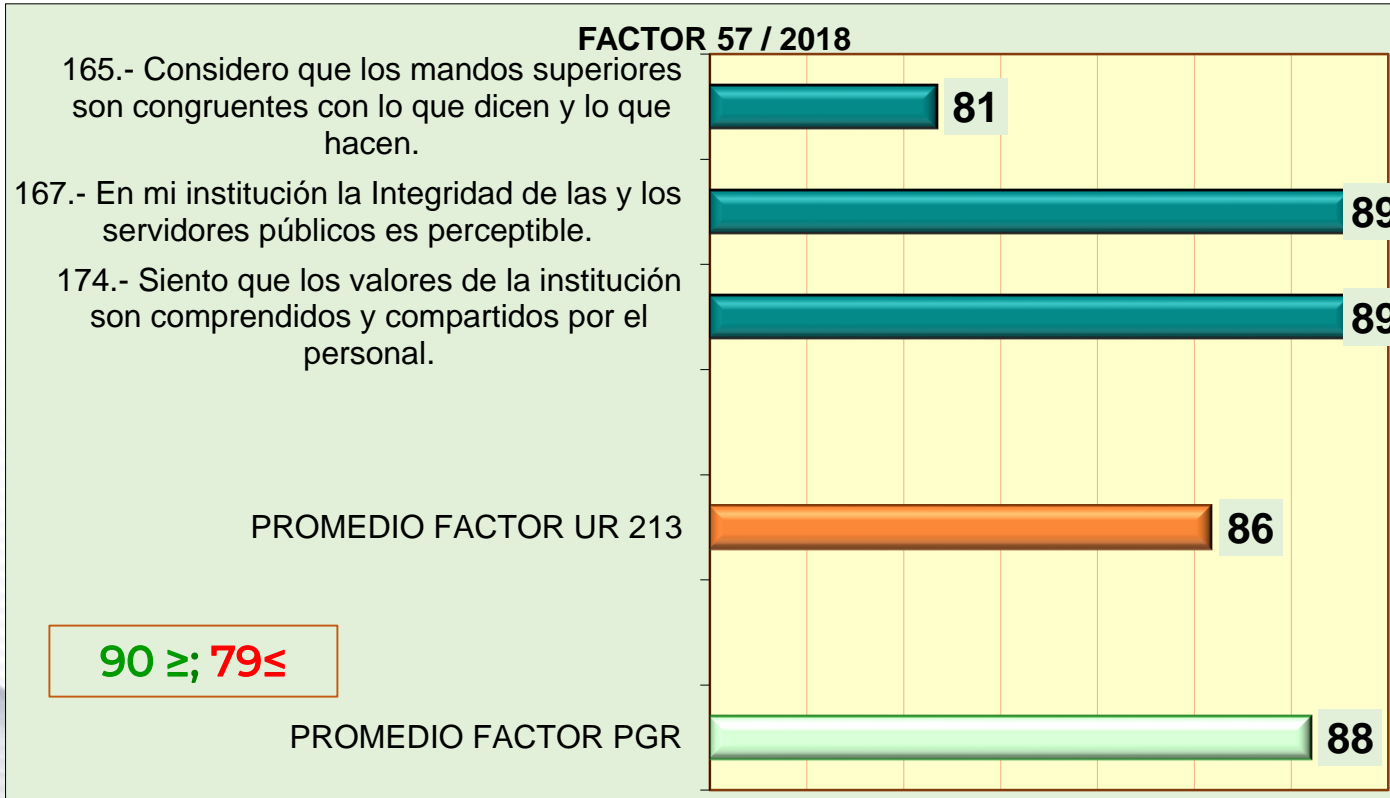 FACTOR 57 / 2018
165.- Considero que los mandos superiores
son congruentes con lo que dicen y lo que
hacen.
81
167.- En mi institución la Integridad de las y los
servidores públicos es perceptible.
89
174.- Siento que los valores de la institución
son comprendidos y compartidos por el
personal.
89
PROMEDIO FACTOR UR 213
86
90 ≥; 79≤
PROMEDIO FACTOR PGR
88